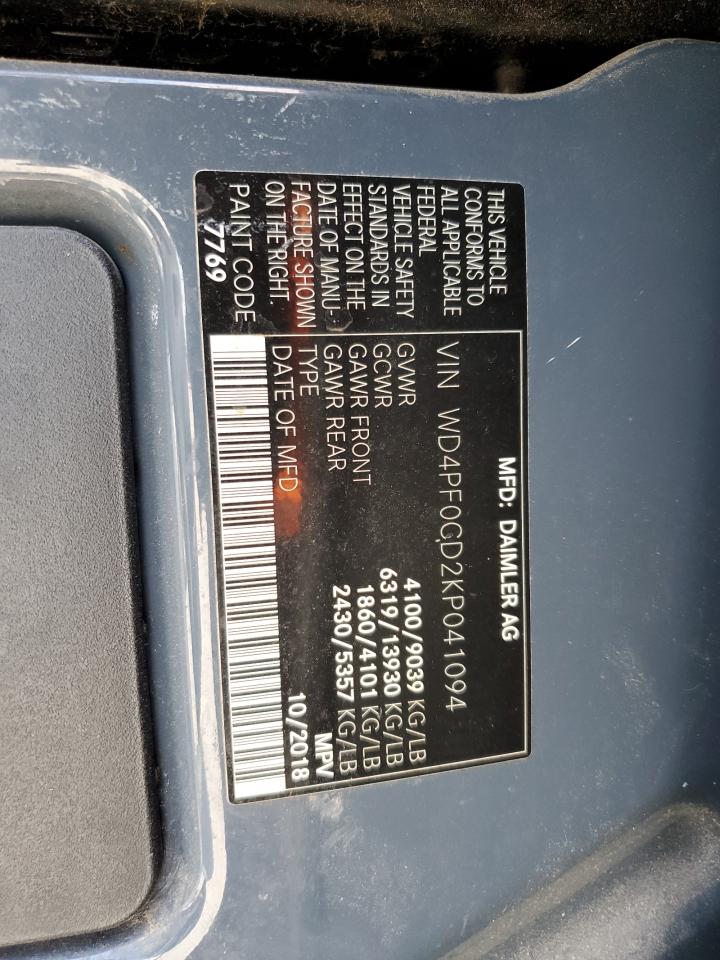 THIS VEHICLE
CONFORMS TO
ALL APPLICABLE
FEDERAL
VEHICLE SAFETY
STANDARDS IN
EFFECT ON THE
DATE OF MANU-
FACTURE SHOWN
ON THE RIGHT.
PAINT CODE
7769
MFD: DAIMLER AG
VIN WD4PF0GD2KP041094
GVWR 4100/9039 KG/LB
GCWR 6319/13930 KG/LB
GAWR FRONT 1860/4101 KG/LB
GAWR REAR 2430/5357 KG/LB
TYPE MPV
DATE OF MFD 10/2018